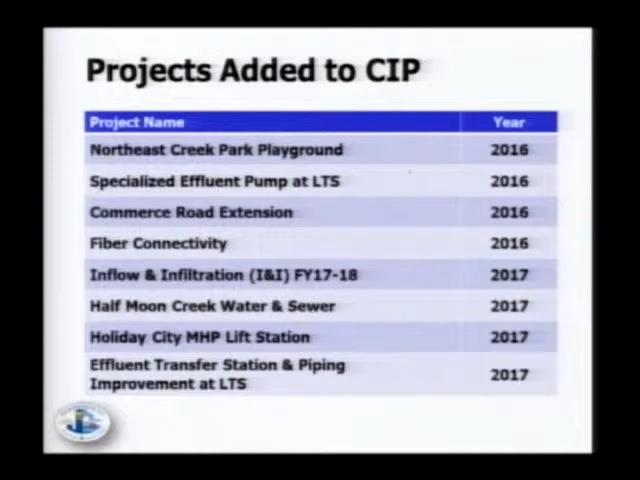 Projects Added to CIP
Project Name Year
Northeast Creek Park Playground 2016
Specialized Effluent Pump at LTS 2016
Commerce Road Extension 2016
Fiber Connectivity 2016
Inflow & Infiltration (I&I) FY17-18 2017
Half Moon Creek Water & Sewer 2017
Holiday City MHP Lift Station 2017
Effluent Transfer Station & Piping
Improvement at LTS 2017